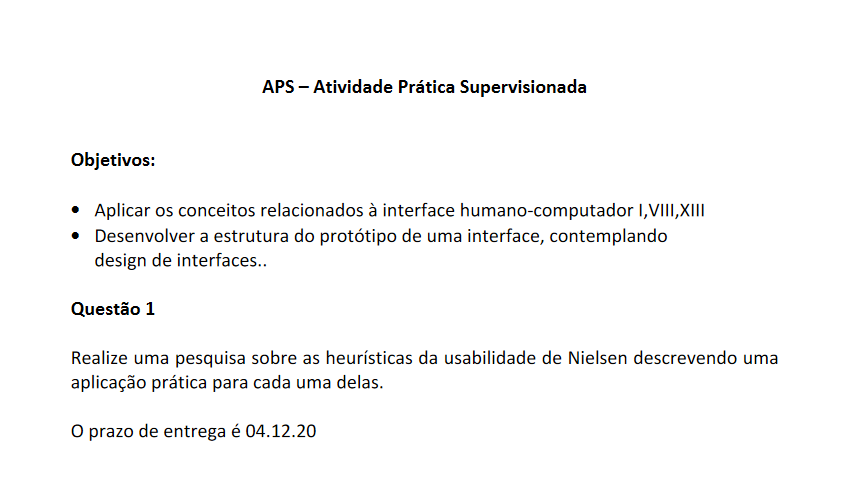 APS – Atividade Prática Supervisionada
Objetivos:
• Aplicar os conceitos relacionados à interface humano-computador I,VIII,XIII
• Desenvolver a estrutura do protótipo de uma interface, contemplando
design de interfaces..
Questão 1
Realize uma pesquisa sobre as heurísticas da usabilidade de Nielsen descrevendo uma
aplicação prática para cada uma delas.
O prazo de entrega é 04.12.20